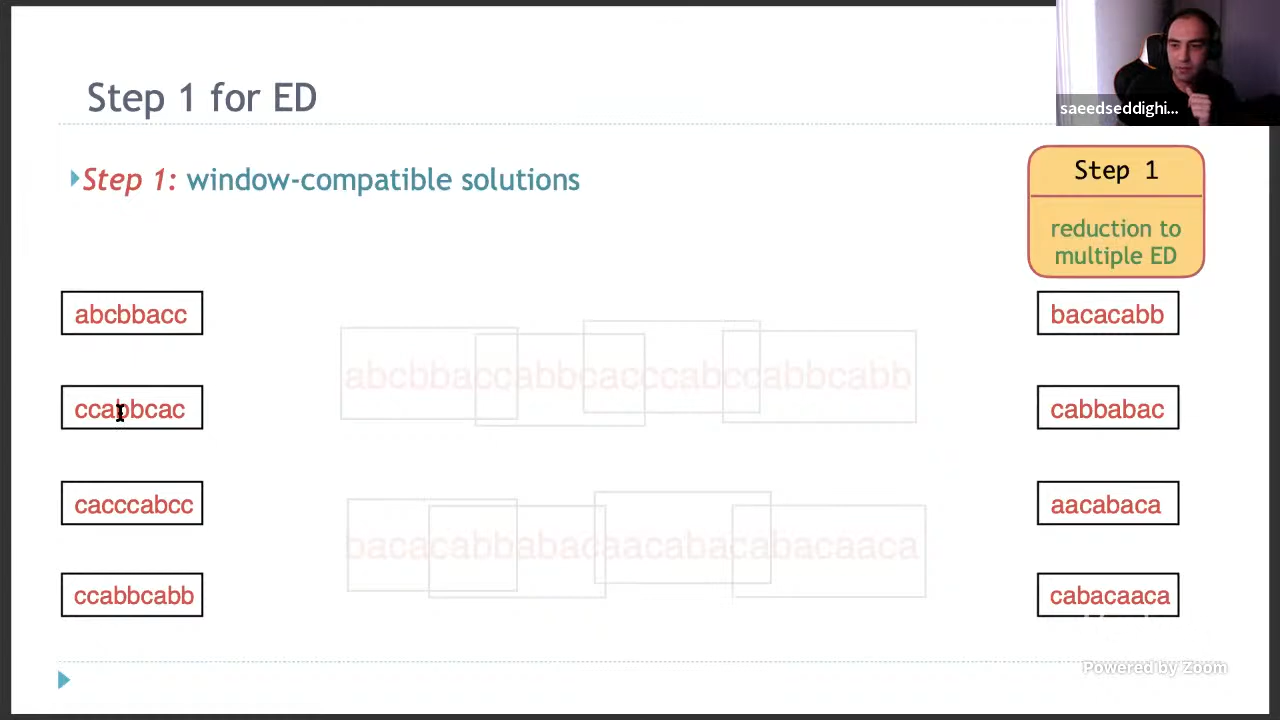 Step 1 for ED
saeedseddighi...
Step 1: window-compatible solutions
Step 1
reduction to
multiple ED
abcbbacc
bacacabb
abcbbaccabbcacccabccabbcabb
ccabbcac
cabbabac
cacccabcc
aacabaca
bacacabbabacaacabacabacaaca
ccabbcabb
cabacaaca
Powered by Zoom